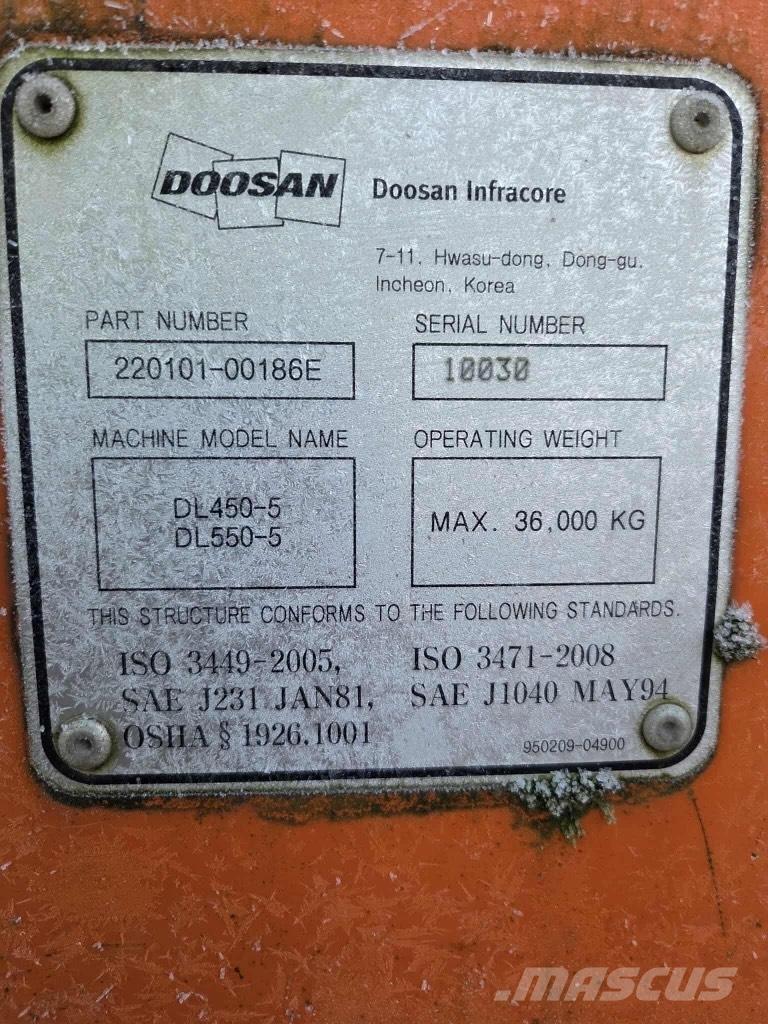 DOOSAN Doosan Infracore
7-11, Hwasu-dong, Dong-gu,
Incheon, Korea
PART NUMBER SERIAL NUMBER
220101-00186E 10030
MACHINE MODEL NAME OPERATING WEIGHT
DL450-5
DL550-5
MAX. 36,000 KG
THIS STRUCTURE CONFORMS TO THE FOLLOWING STANDARDS.
ISO 3449-2005, ISO 3471-2008
SAE J231 JAN81, SAE J1040 MAY94
OSHA § 1926.1001
950209-04900
MASCUS